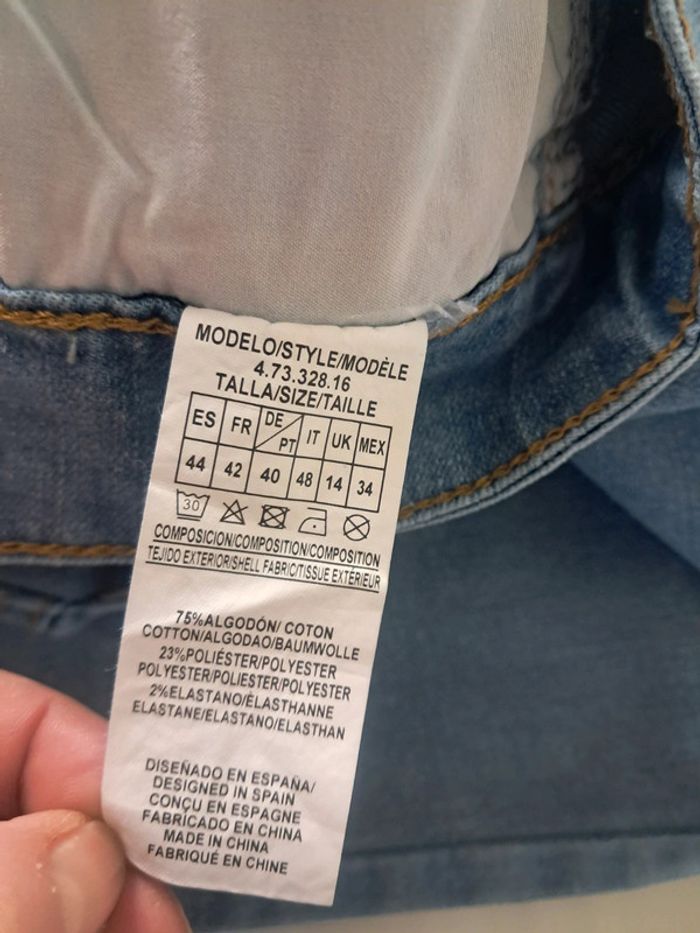 MODELO/STYLE/MODÈLE
4.73.328.16
TALLA/SIZE/TAILLE
ES FR DE/PT IT UK MEX
44 42 40 48 14 34
30
COMPOSICION/COMPOSITION/COMPOSITION
TEJIDO EXTERIOR/SHELL FABRIC/TISSUE EXTÉRIEUR
75%ALGODÓN/ COTON
COTTON/ALGODAO/BAUMWOLLE
23%POLIÉSTER/POLYESTER
POLYESTER/POLIESTER/POLYESTER
2%ELASTANO/ÉLASTHANNE
ELASTANE/ELASTANO/ELASTHAN
DISEÑADO EN ESPAÑA/
DESIGNED IN SPAIN
CONÇU EN ESPAGNE
FABRICADO EN CHINA
MADE IN CHINA
FABRIQUÉ EN CHINE